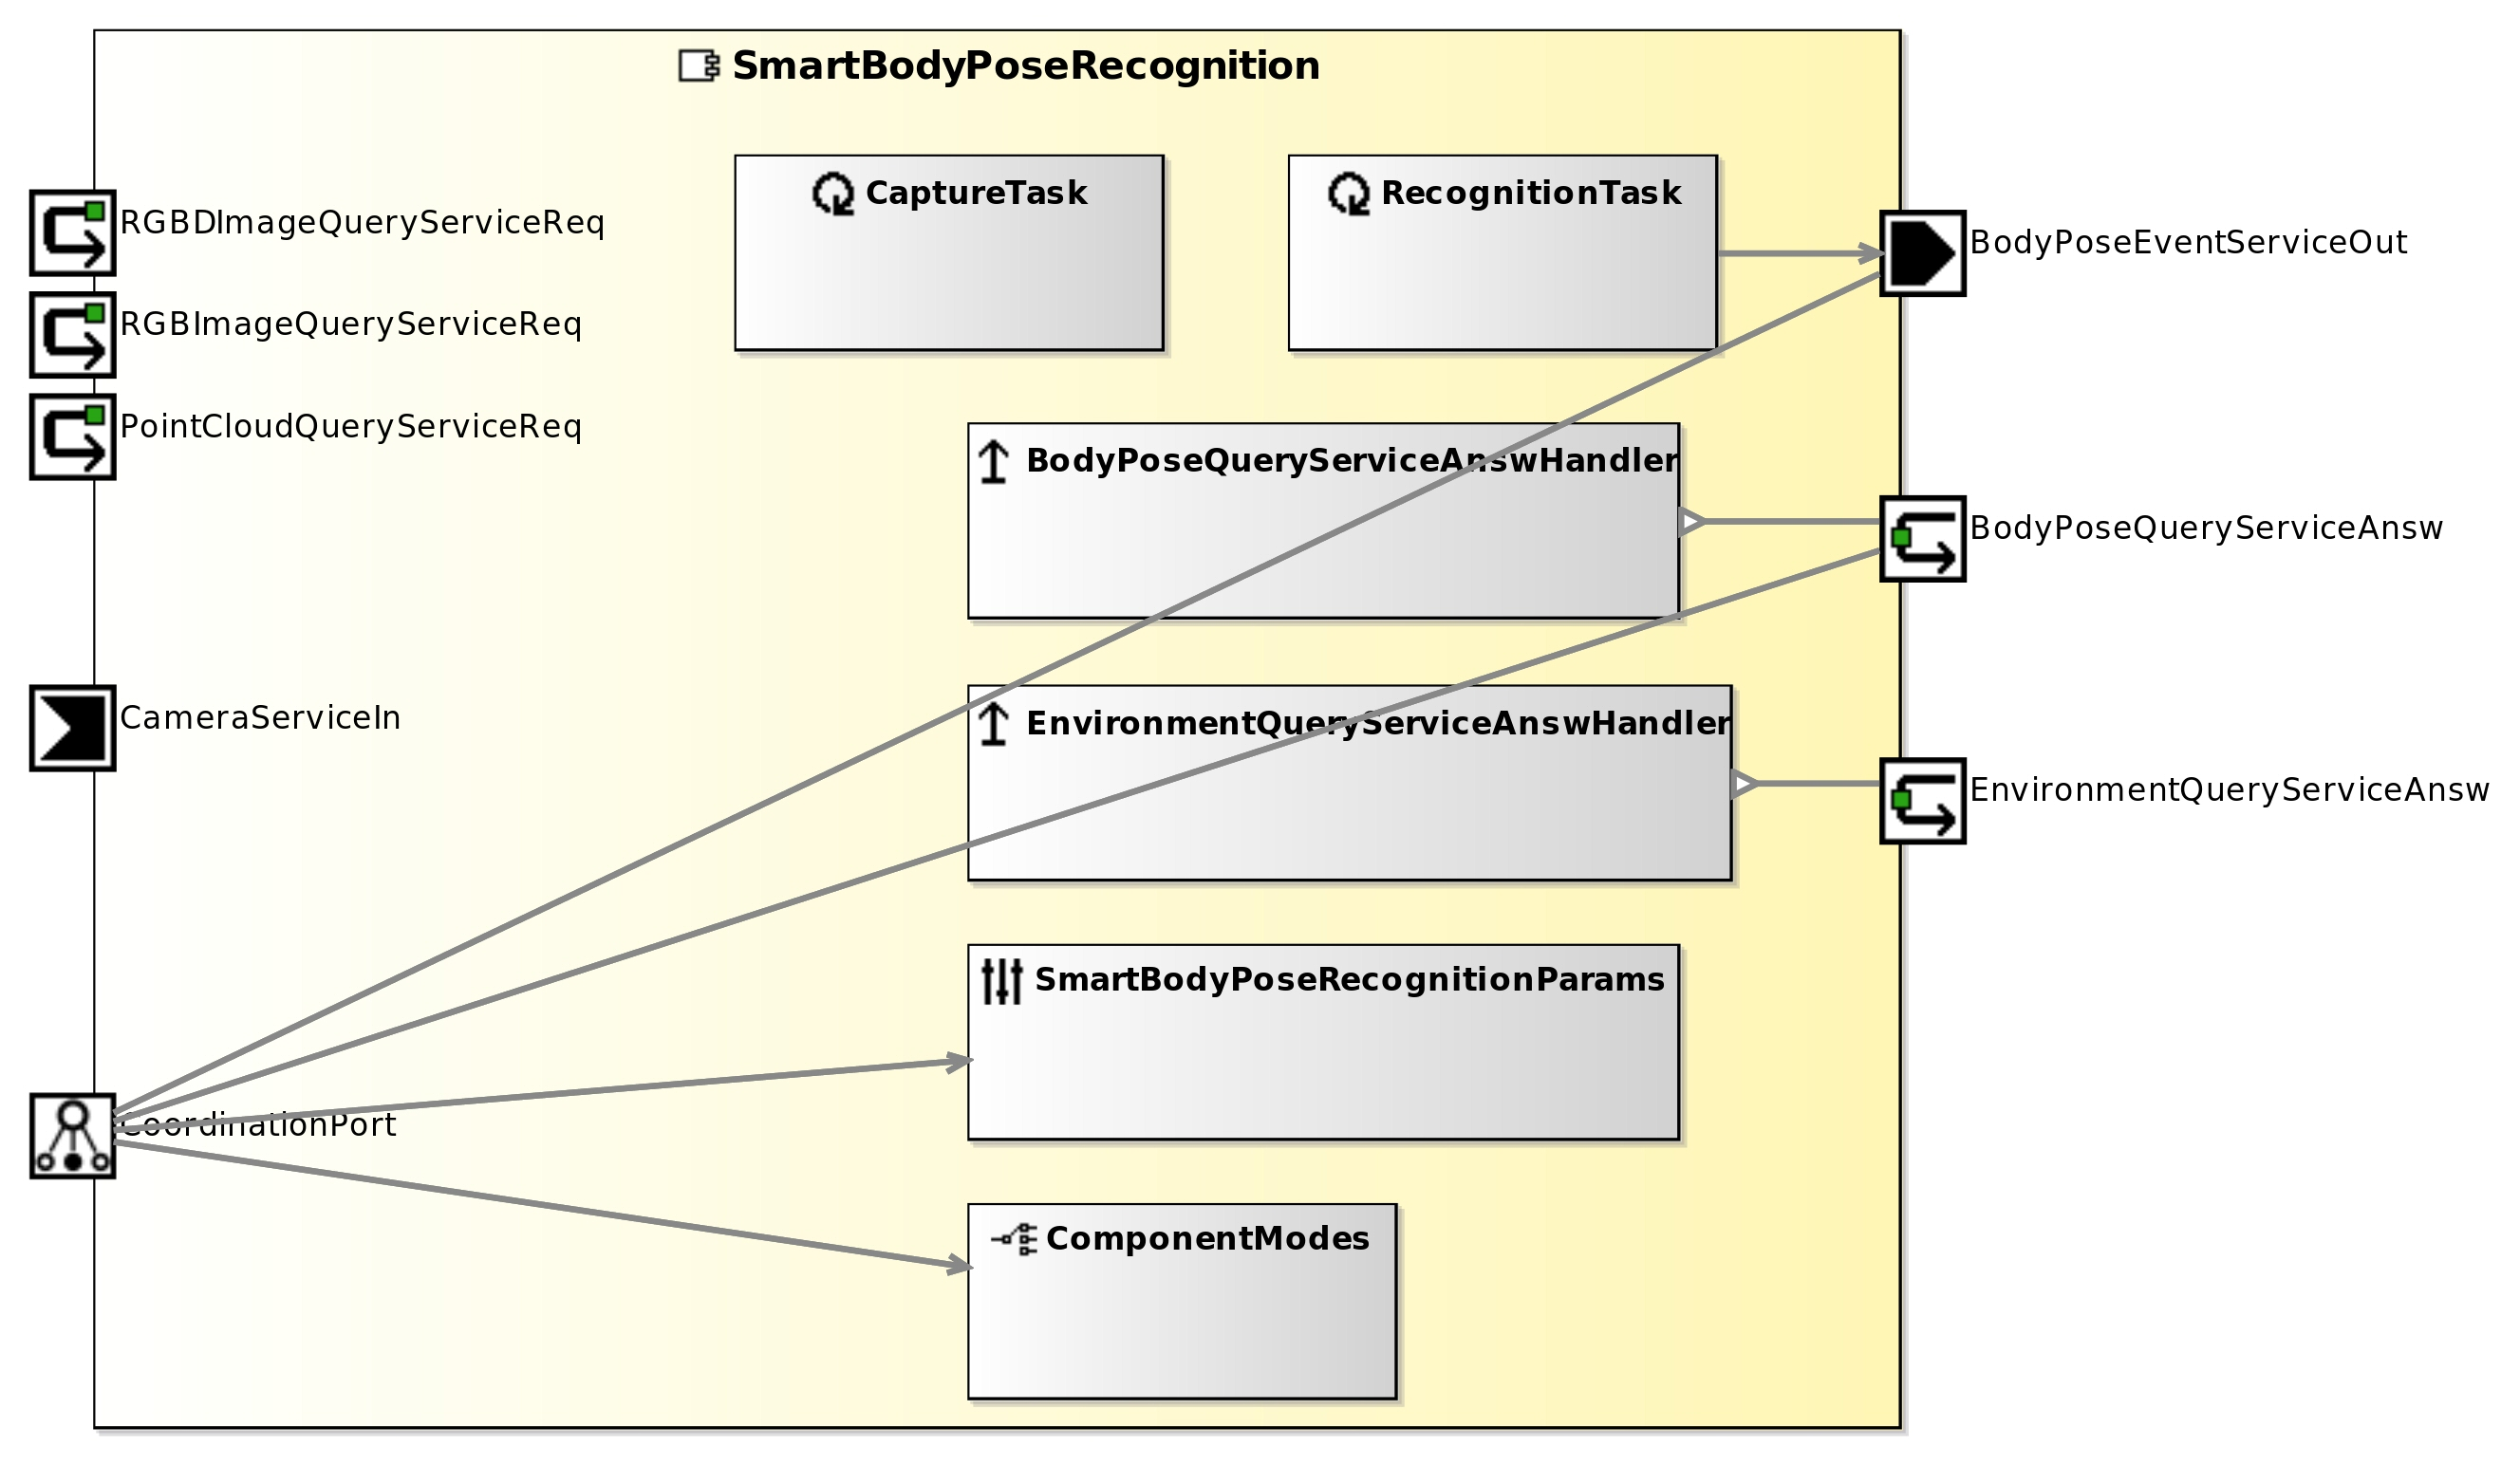 SmartBodyPoseRecognition
CaptureTask
RecognitionTask
RGBDImageQueryServiceReq
RGBImageQueryServiceReq
PointCloudQueryServiceReq
CameraServiceIn
CoordinationPort
BodyPoseQueryServiceAnswHandler
EnvironmentQueryServiceAnswHandler
SmartBodyPoseRecognitionParams
ComponentModes
BodyPoseEventServiceOut
BodyPoseQueryServiceAnsw
EnvironmentQueryServiceAnsw